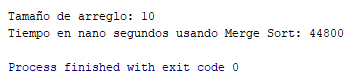 Tamaño de arreglo: 10
Tiempo en nano segundos usando Merge Sort: 44800
Process finished with exit code 0